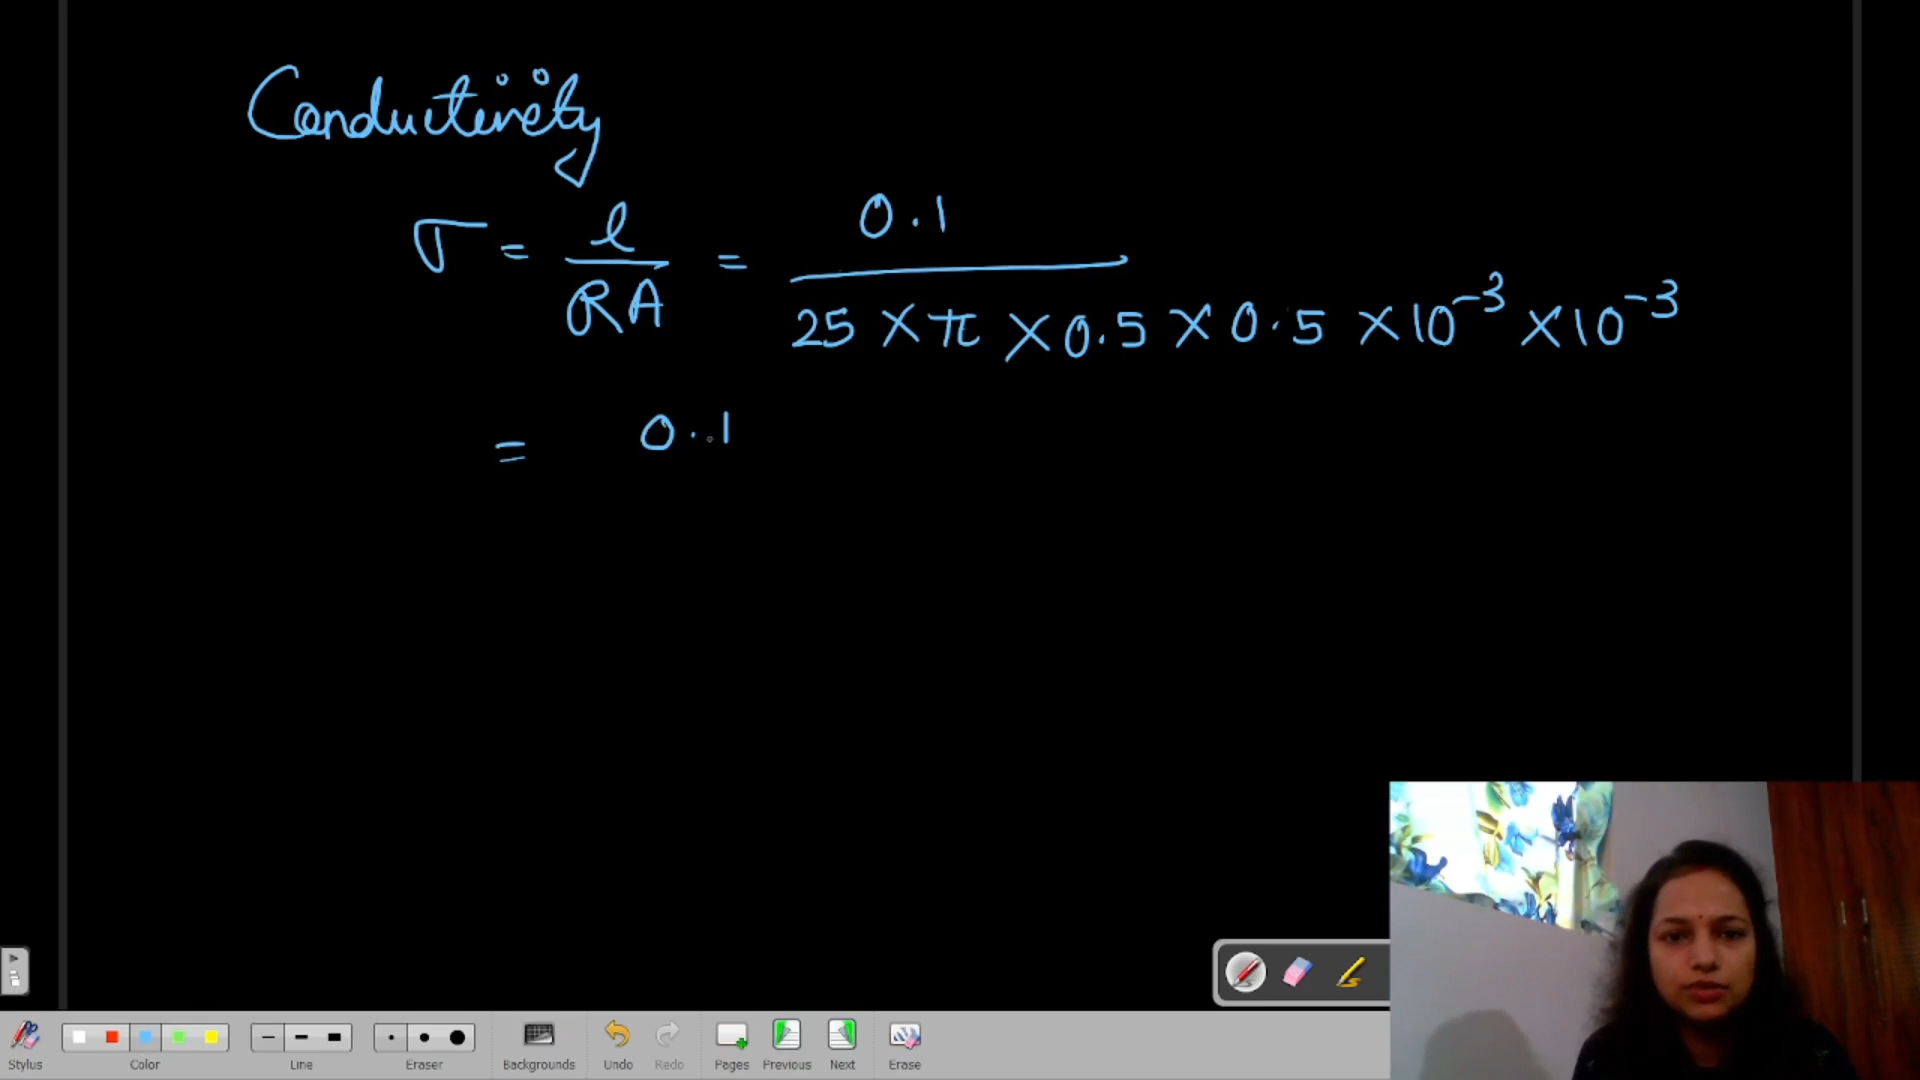 Conductivity
σ = l / RA = 0.1 / 25 × π × 0.5 × 0.5 × 10⁻³ × 10⁻³
= 0.1
Stylus Color Line Eraser Backgrounds Undo Redo Pages Previous Next Erase